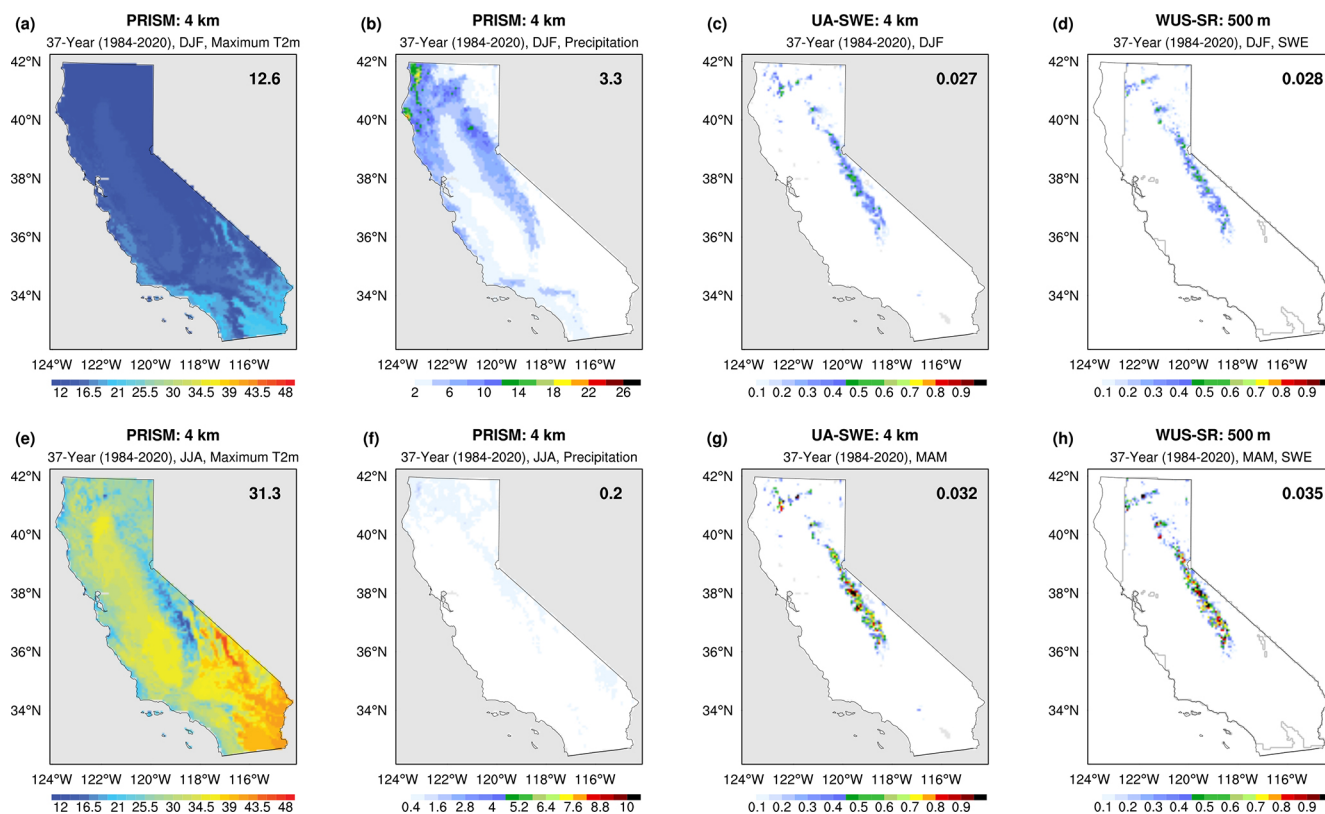 (a) PRISM: 4 km
37-Year (1984-2020), DJF, Maximum T2m
12.6
42°N
40°N
38°N
36°N
34°N
124°W 122°W 120°W 116°W
12 16.5 21 25.5 30 34.5 39 43.5 48
(b) PRISM: 4 km
37-Year (1984-2020), DJF, Precipitation
3.3
42°N
40°N
38°N
36°N
34°N
124°W 122°W 120°W 116°W
2 6 10 14 18 22 26
(c) UA-SWE: 4 km
37-Year (1984-2020), DJF
0.027
42°N
40°N
38°N
36°N
34°N
124°W 122°W 120°W 116°W
0.1 0.2 0.3 0.4 0.5 0.6 0.7 0.8 0.9
(d) WUS-SR: 500 m
37-Year (1984-2020), DJF, SWE
0.028
42°N
40°N
38°N
36°N
34°N
124°W 122°W 120°W 116°W
0.1 0.2 0.3 0.4 0.5 0.6 0.7 0.8 0.9
(e) PRISM: 4 km
37-Year (1984-2020), JJA, Maximum T2m
31.3
42°N
40°N
38°N
36°N
34°N
124°W 122°W 120°W 116°W
12 16.5 21 25.5 30 34.5 39 43.5 48
(f) PRISM: 4 km
37-Year (1984-2020), JJA, Precipitation
0.2
42°N
40°N
38°N
36°N
34°N
124°W 122°W 120°W 116°W
0.4 1.6 2.8 4 5.2 6.4 7.6 8.8 10
(g) UA-SWE: 4 km
37-Year (1984-2020), MAM
0.032
42°N
40°N
38°N
36°N
34°N
124°W 122°W 120°W 116°W
0.1 0.2 0.3 0.4 0.5 0.6 0.7 0.8 0.9
(h) WUS-SR: 500 m
37-Year (1984-2020), MAM, SWE
0.035
42°N
40°N
38°N
36°N
34°N
124°W 122°W 120°W 116°W
0.1 0.2 0.3 0.4 0.5 0.6 0.7 0.8 0.9